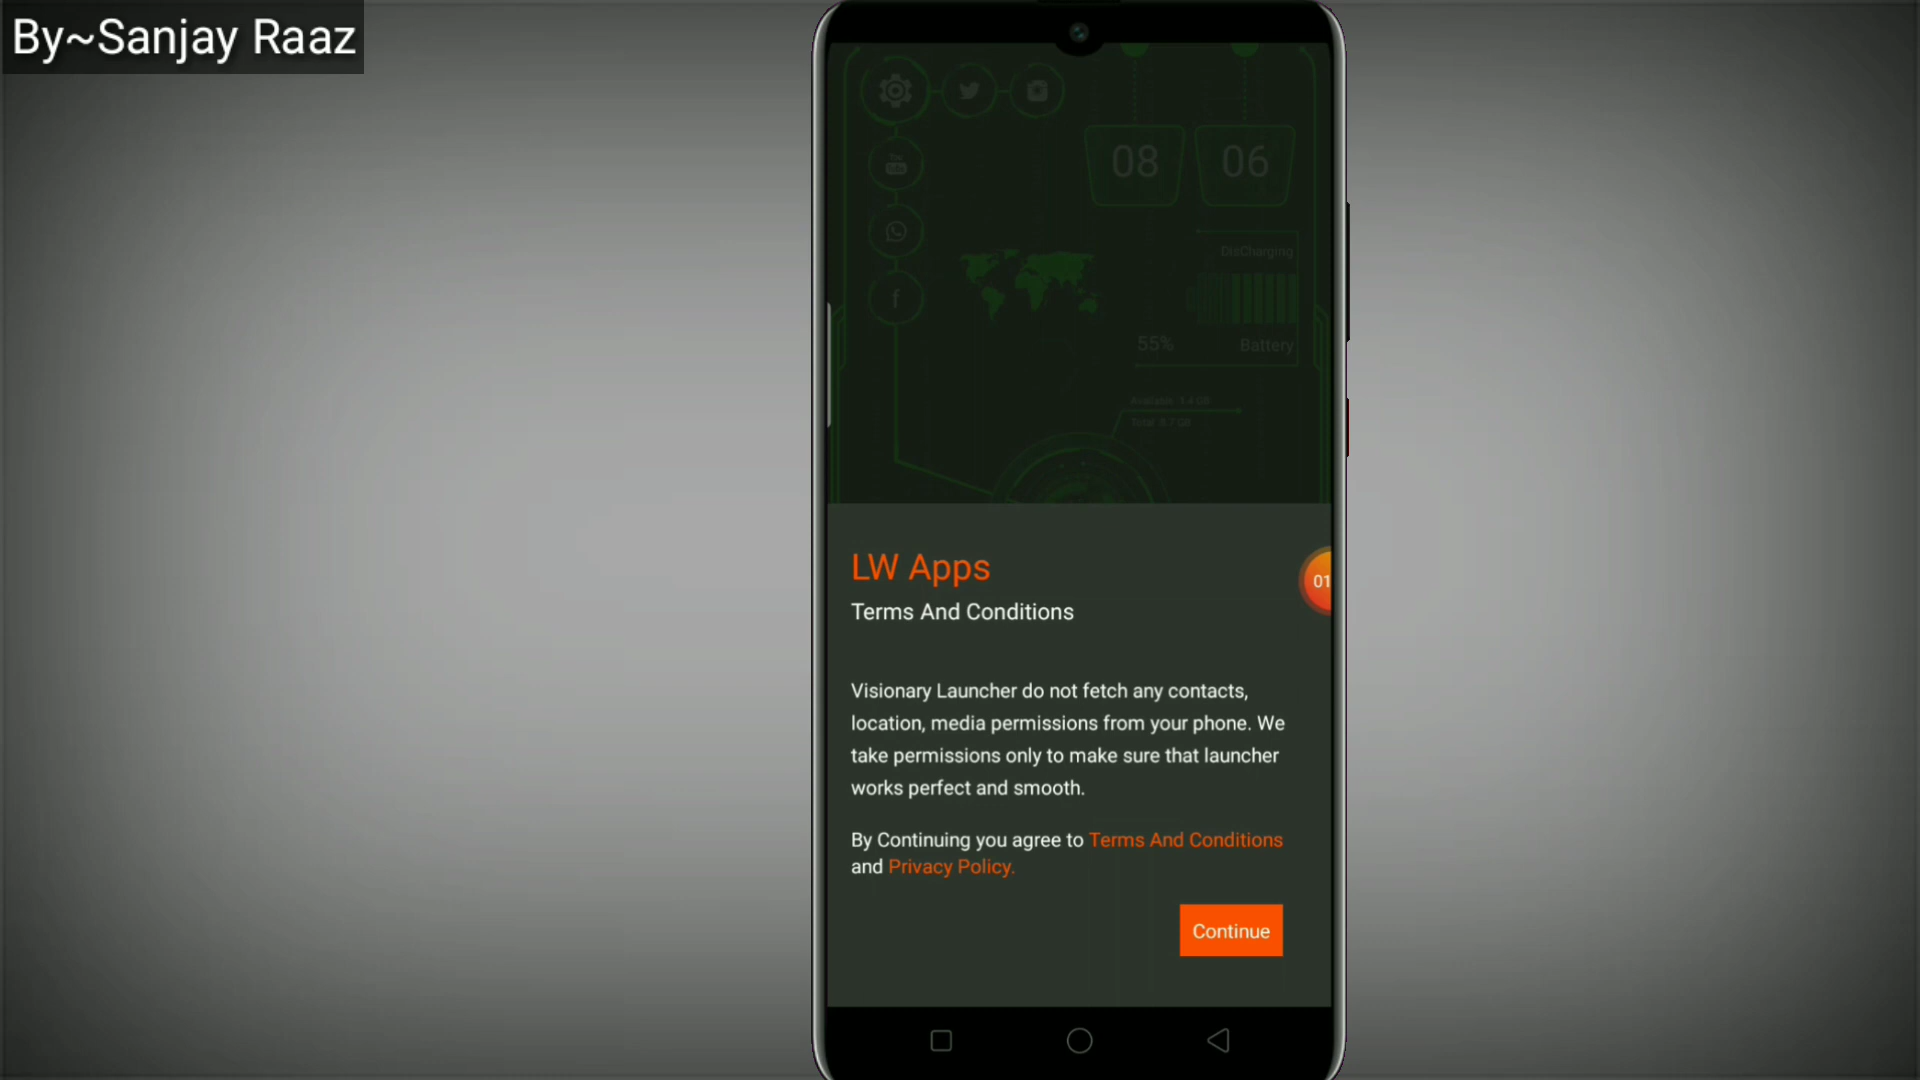 By~Sanjay Raaz
08 06
DisCharging
55% Battery
LW Apps
01
Terms And Conditions
Visionary Launcher do not fetch any contacts,
location, media permissions from your phone. We
take permissions only to make sure that launcher
works perfect and smooth.
By Continuing you agree to Terms And Conditions
and Privacy Policy.
Continue